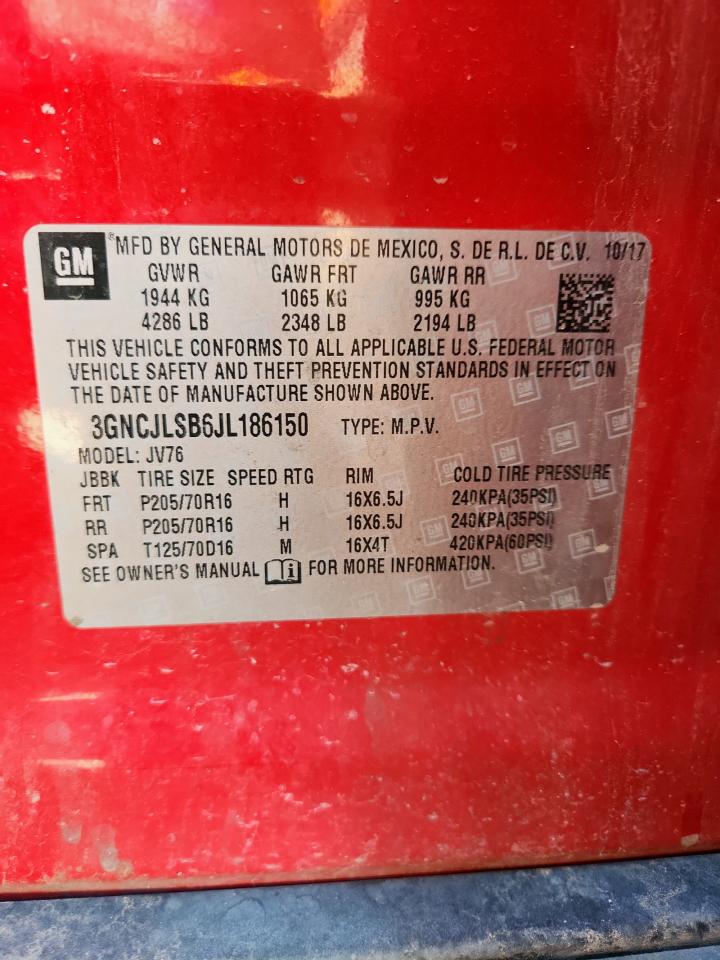 GM ®MFD BY GENERAL MOTORS DE MEXICO, S. DE R.L. DE C.V. 10/17
GVWR GAWR FRT GAWR RR
1944 KG 1065 KG 995 KG
4286 LB 2348 LB 2194 LB
THIS VEHICLE CONFORMS TO ALL APPLICABLE U.S. FEDERAL MOTOR
VEHICLE SAFETY AND THEFT PREVENTION STANDARDS IN EFFECT ON
THE DATE OF MANUFACTURE SHOWN ABOVE.
3GNCJLSB6JL186150 TYPE: M.P.V.
MODEL: JV76
JBBK TIRE SIZE SPEED RTG RIM COLD TIRE PRESSURE
FRT P205/70R16 H 16X6.5J 240KPA(35PSI)
RR P205/70R16 H 16X6.5J 240KPA(35PSI)
SPA T125/70D16 M 16X4T 420KPA(60PSI)
SEE OWNER'S MANUAL FOR MORE INFORMATION.